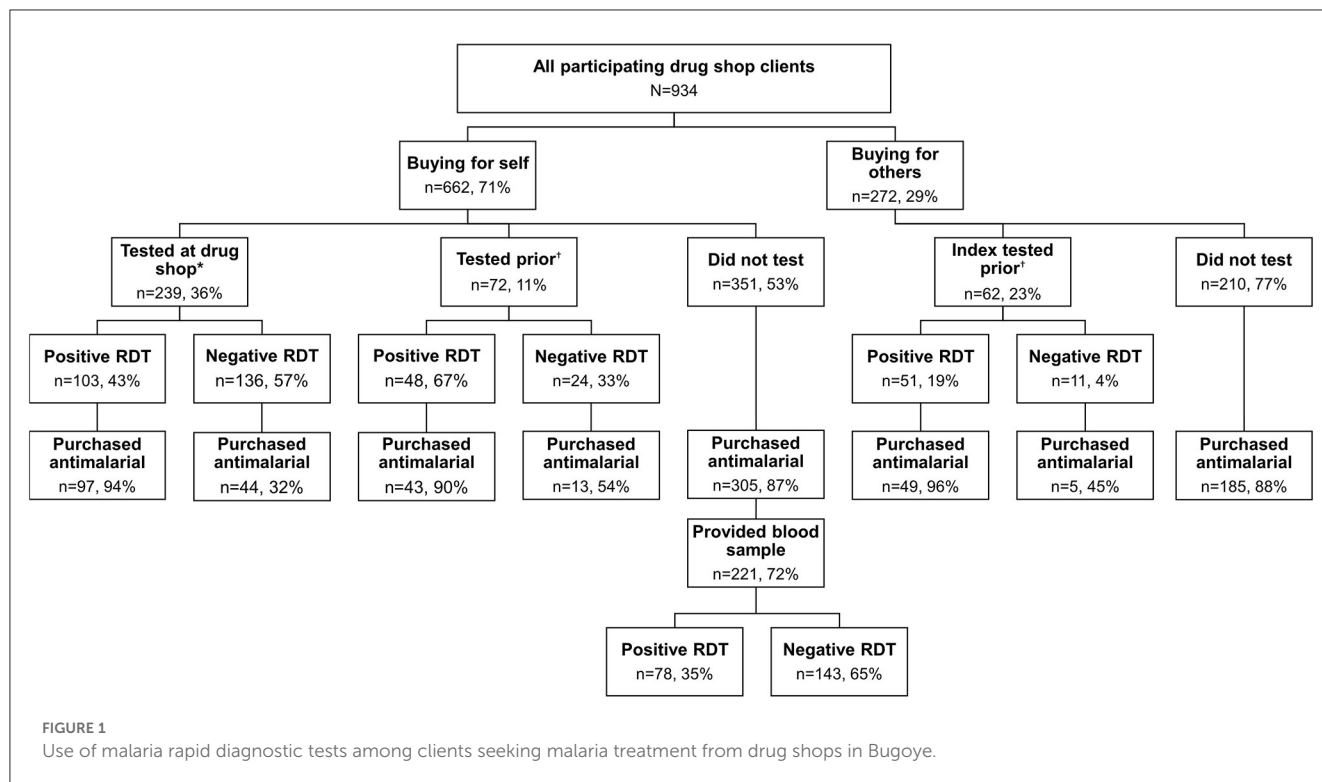 All participating drug shop clients
N=934
Buying for self
n=662, 71%
Buying for
others
n=272, 29%
Tested at drug
shop*
n=239, 36%
Tested prior†
n=72, 11%
Did not test
n=351, 53%
Index tested
prior†
n=62, 23%
Did not test
n=210, 77%
Positive RDT
n=103, 43%
Negative RDT
n=136, 57%
Positive RDT
n=48, 67%
Negative RDT
n=24, 33%
Positive RDT
n=51, 19%
Negative RDT
n=11, 4%
Purchased
antimalarial
n=97, 94%
Purchased
antimalarial
n=44, 32%
Purchased
antimalarial
n=43, 90%
Purchased
antimalarial
n=13, 54%
Purchased
antimalarial
n=305, 87%
Purchased
antimalarial
n=49, 96%
Purchased
antimalarial
n=5, 45%
Purchased
antimalarial
n=185, 88%
Provided blood
sample
n=221, 72%
Positive RDT
n=78, 35%
Negative RDT
n=143, 65%
FIGURE 1
Use of malaria rapid diagnostic tests among clients seeking malaria treatment from drug shops in Bugoye.